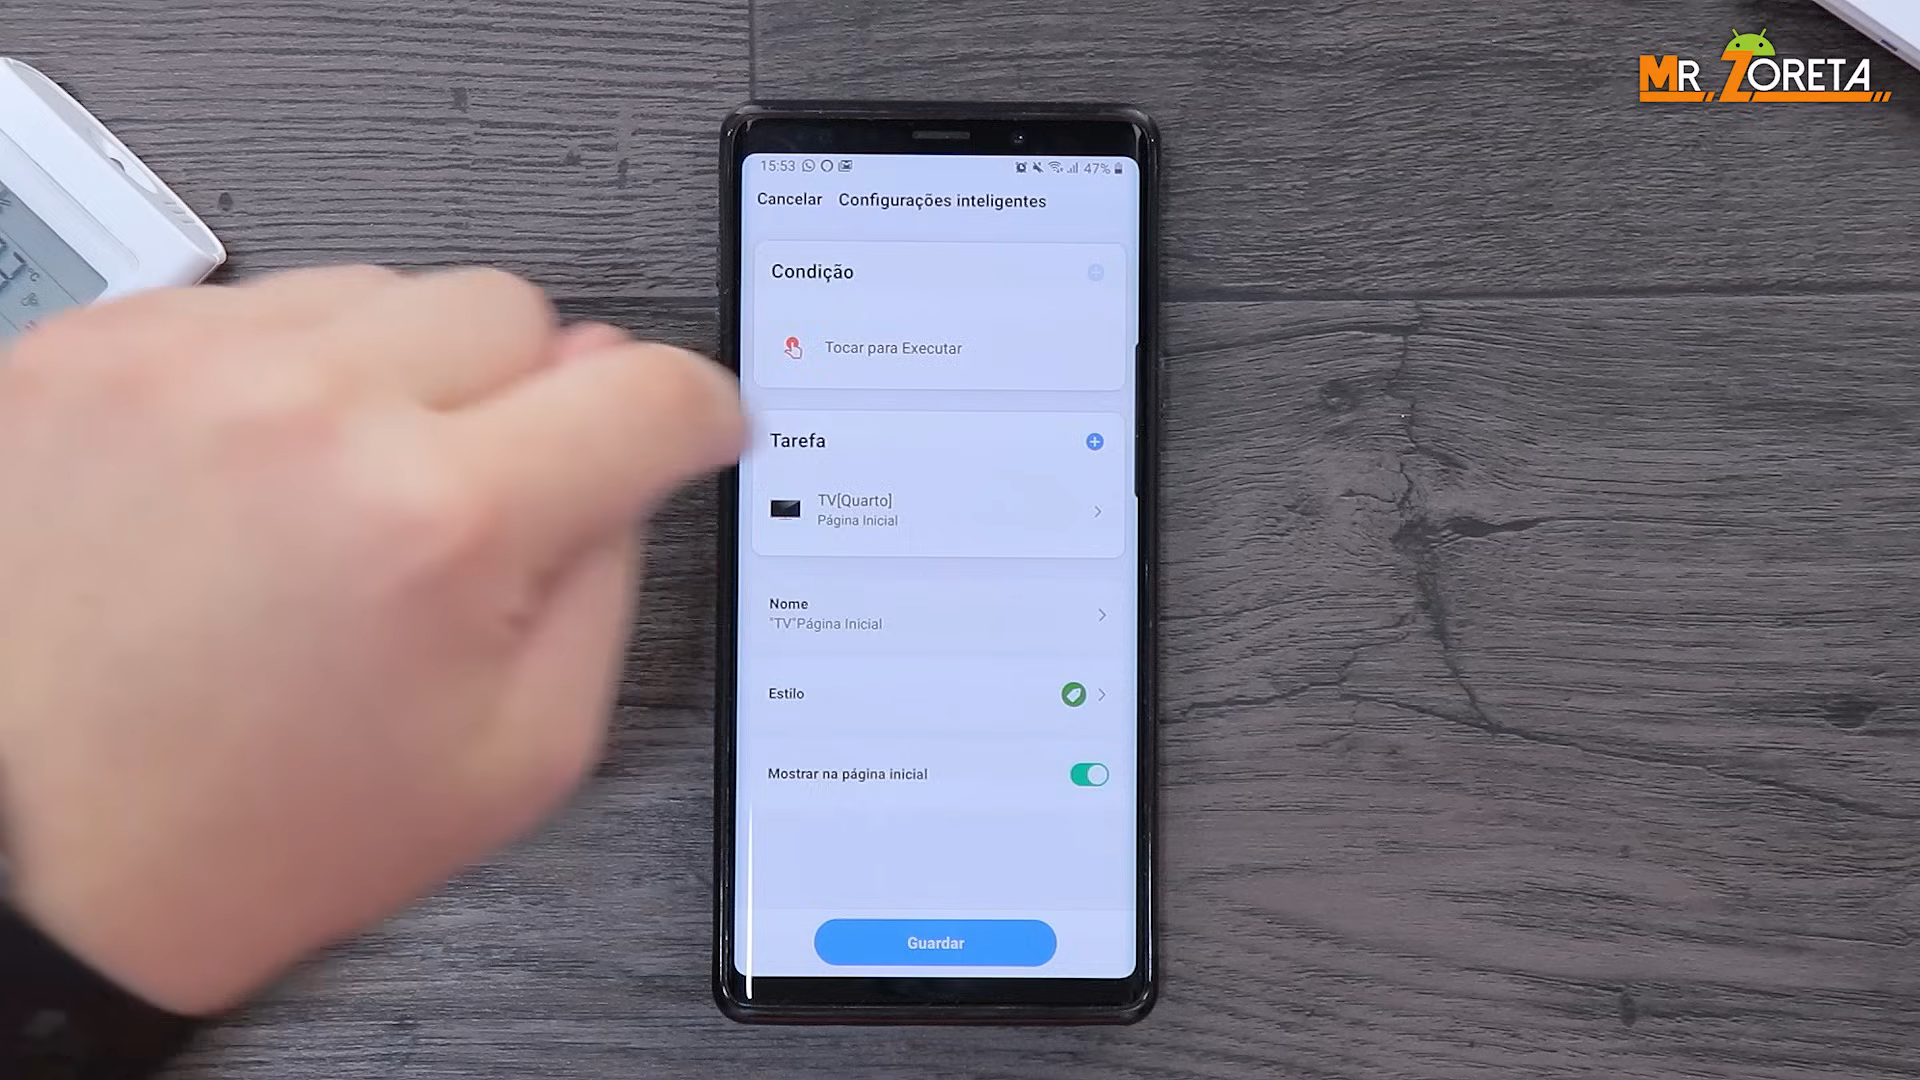 MR. ZORETA
15:53 47%
Cancelar Configurações inteligentes
Condição
Tocar para Executar
Tarefa
TV[Quarto]
Página Inicial
Nome
"TV"Página Inicial
Estilo
Mostrar na página inicial
Guardar
°C